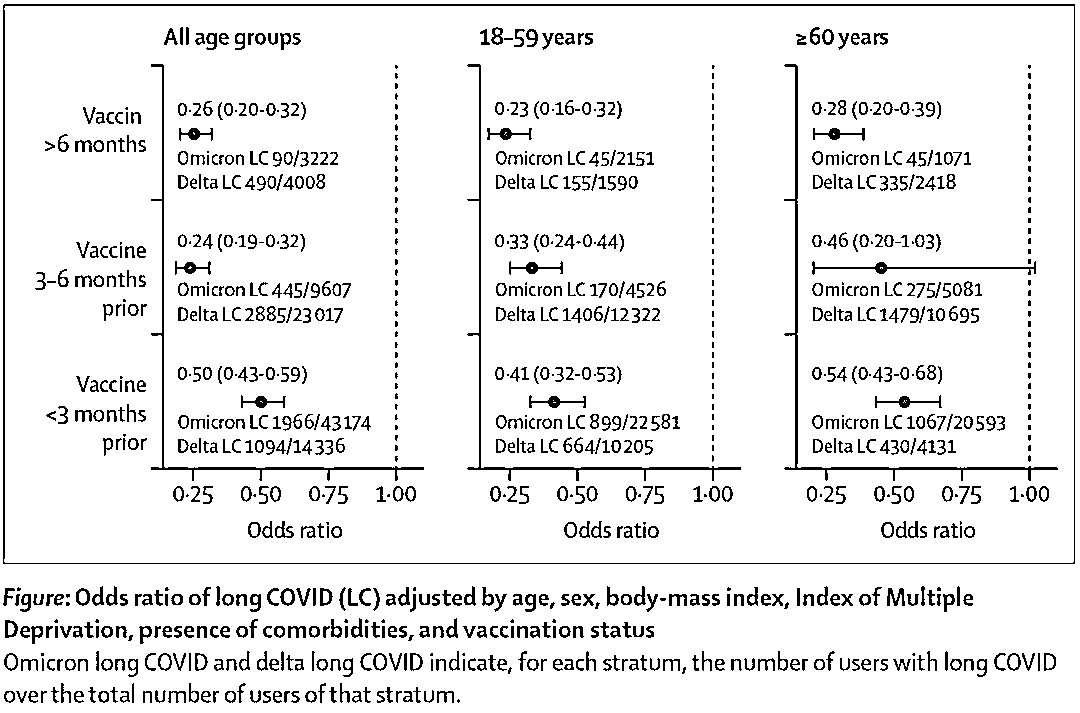 All age groups
18–59 years
≥60 years
Vaccin
>6 months
0·26 (0·20-0·32)
Omicron LC 90/3222
Delta LC 490/4008
0·23 (0·16-0·32)
Omicron LC 45/2151
Delta LC 155/1590
0·28 (0·20-0·39)
Omicron LC 45/1071
Delta LC 335/2418
Vaccine
3–6 months
prior
0·24 (0·19-0·32)
Omicron LC 445/9607
Delta LC 2885/23 017
0·33 (0·24-0·44)
Omicron LC 170/4526
Delta LC 1406/12 322
0·46 (0·20-1·03)
Omicron LC 275/5081
Delta LC 1479/10 695
Vaccine
<3 months
prior
0·50 (0·43-0·59)
Omicron LC 1966/43 174
Delta LC 1094/14 336
0·41 (0·32-0·53)
Omicron LC 899/22 581
Delta LC 664/10 205
0·54 (0·43-0·68)
Omicron LC 1067/20 593
Delta LC 430/4131
0·25 0·50 0·75 1·00
Odds ratio
0·25 0·50 0·75 1·00
Odds ratio
0·25 0·50 0·75 1·00
Odds ratio
Figure: Odds ratio of long COVID (LC) adjusted by age, sex, body-mass index, Index of Multiple
Deprivation, presence of comorbidities, and vaccination status
Omicron long COVID and delta long COVID indicate, for each stratum, the number of users with long COVID
over the total number of users of that stratum.